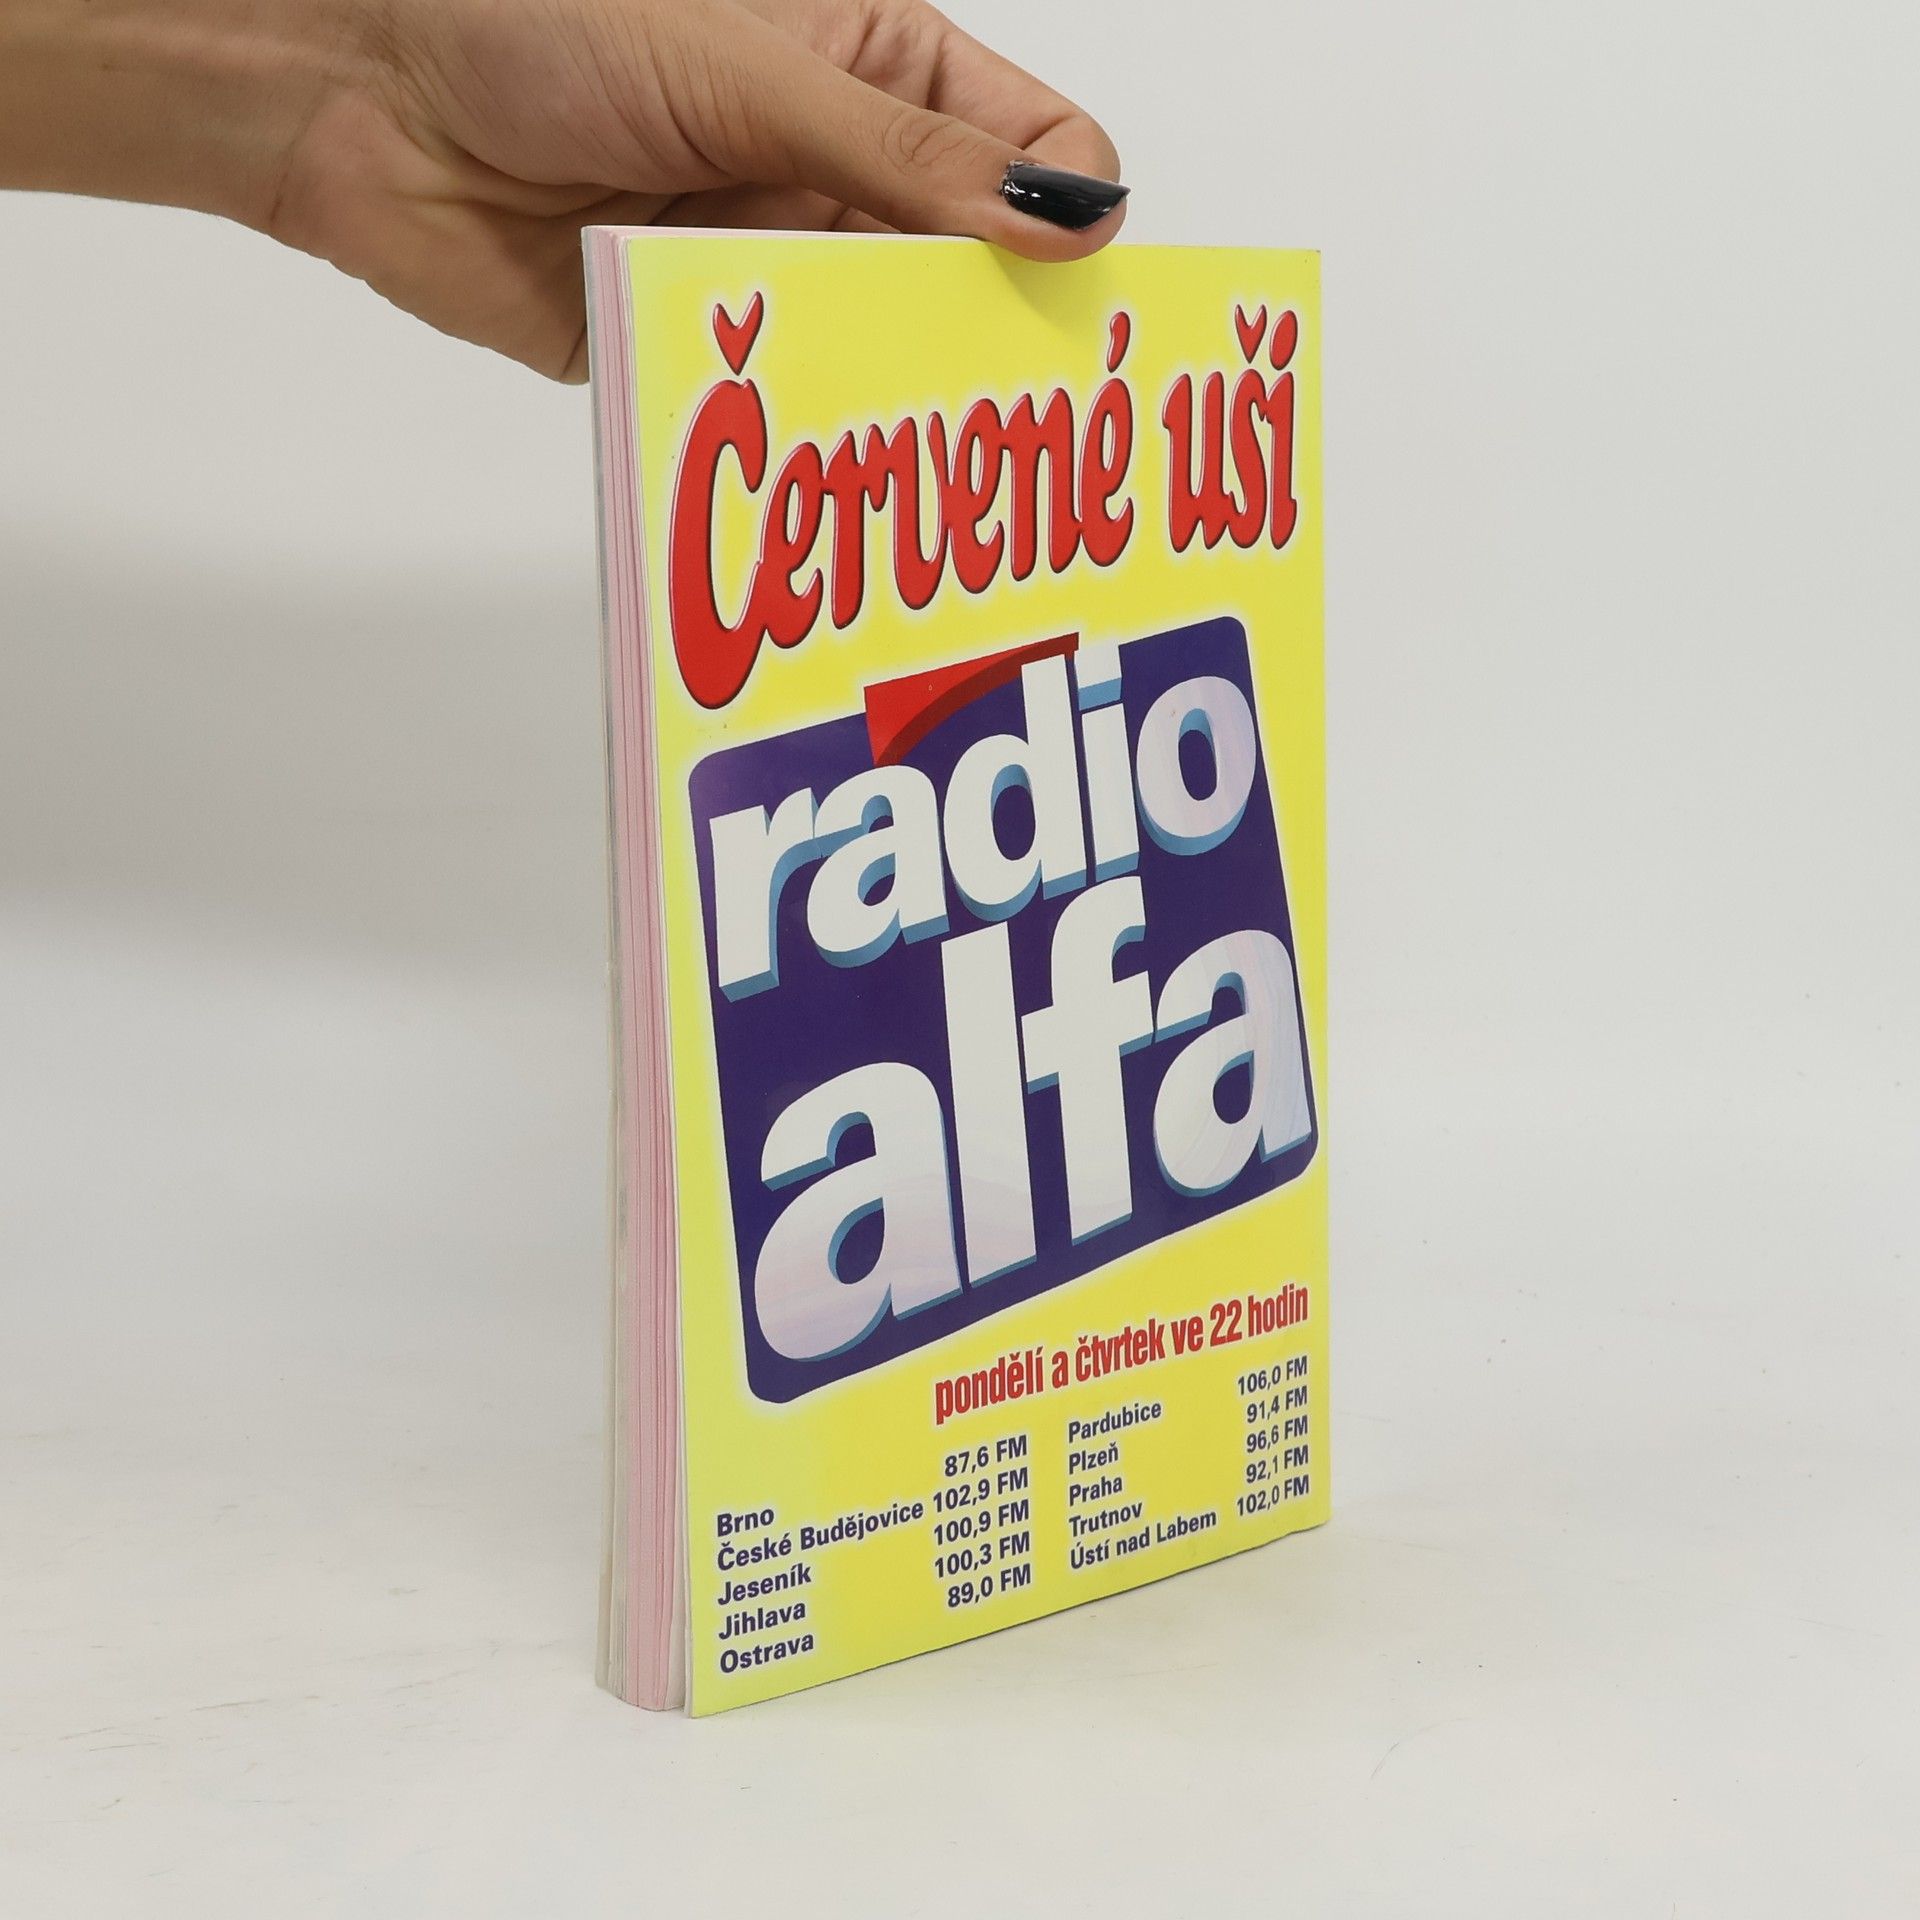 Červené uši
radio
alfa
pondělí a čtvrtek ve 22 hodin
Brno 87,6 FM
České Budějovice 102,9 FM
Jeseník 100,9 FM
Jihlava 100,3 FM
Ostrava 89,0 FM
Pardubice 106,0 FM
Plzeň 91,4 FM
Praha 96,6 FM
Trutnov 92,1 FM
Ústí nad Labem 102,0 FM